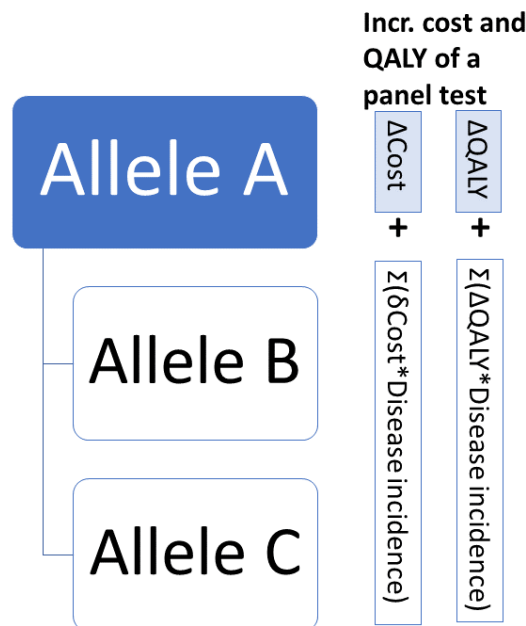 Incr. cost and
QALY of a
panel test
Allele A
ΔCost
ΔQALY
+
+
Allele B
Σ(δCost*Disease incidence)
Σ(ΔQALY*Disease incidence)
Allele C